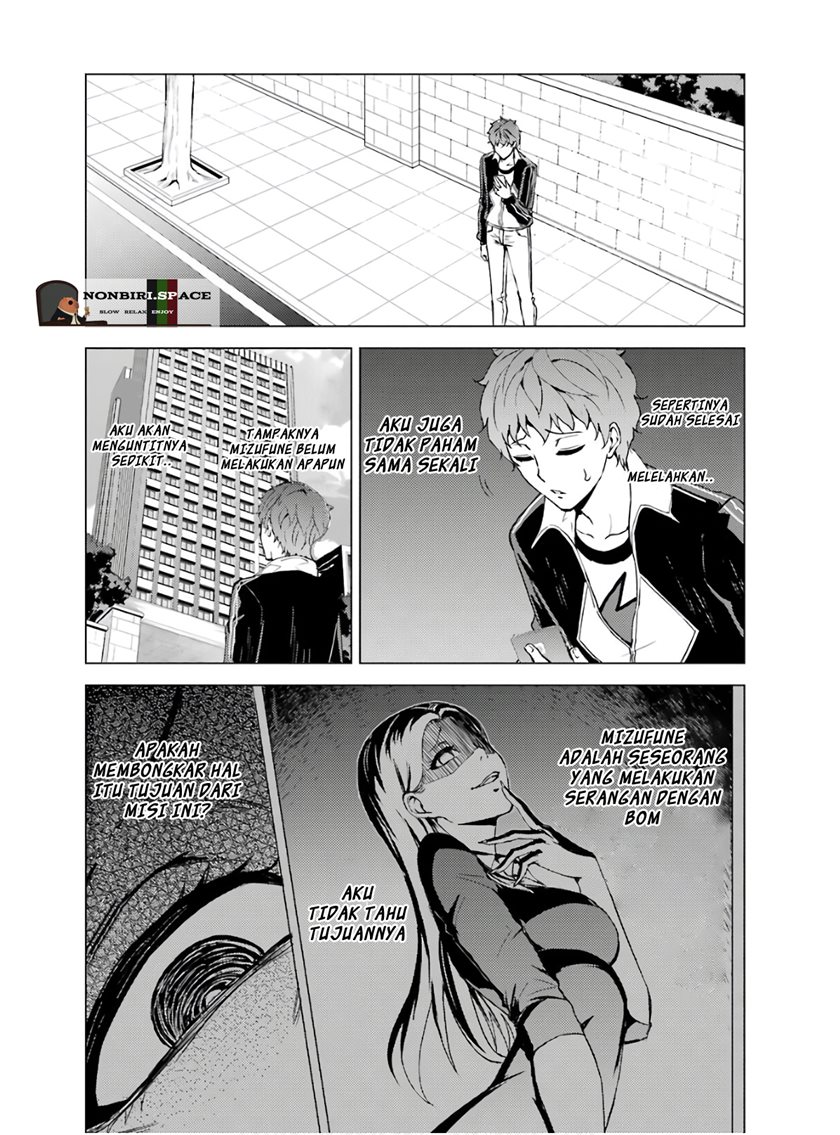 NONBIRI.SPACE
SLOW RELAX ENJOY
SEPERTINYA
SUDAH SELESAI
MELELAHKAN..
AKU JUGA
TIDAK PAHAM
SAMA SEKALI
TAMPAKNYA
MIZUFUNE BELUM
MELAKUKAN APAPUN
AKU AKAN
MENGUNTITNYA
SEDIKIT..
MIZUFUNE
ADALAH SESEORANG
YANG MELAKUKAN
SERANGAN DENGAN
BOM
AKU
TIDAK TAHU
TUJUANNYA
APAKAH
MEMBONGKAR HAL
ITU TUJUAN DARI
MISI INI?